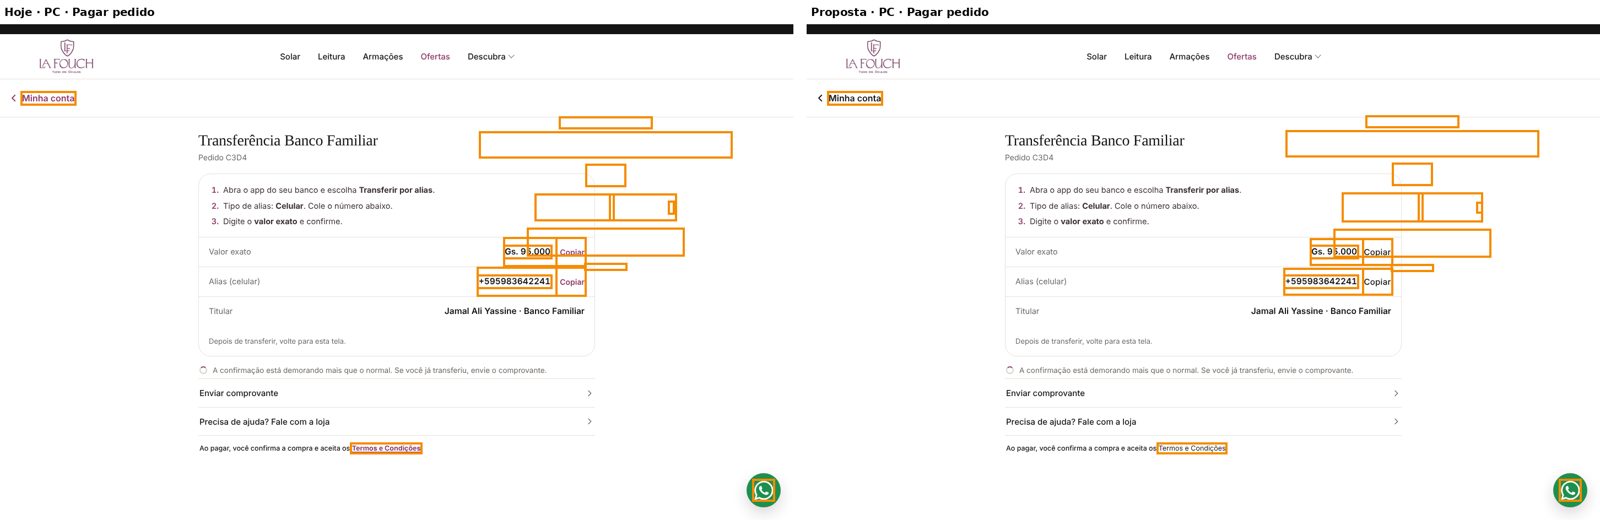 Hoje · PC · Pagar pedido
LA FOUCH
Solar Leitura Armações Ofertas Descubra
Minha conta
Transferência Banco Familiar
Pedido C3D4
1. Abra o app do seu banco e escolha Transferir por alias.
2. Tipo de alias: Celular. Cole o número abaixo.
3. Digite o valor exato e confirme.
Valor exato Gs. 95.000 Copiar
Alias (celular) +595983642241 Copiar
Titular Jamal Ali Yassine · Banco Familiar
Depois de transferir, volte para esta tela.
A confirmação está demorando mais que o normal. Se você já transferiu, envie o comprovante.
Enviar comprovante
Precisa de ajuda? Fale com a loja
Ao pagar, você confirma a compra e aceita os Termos e Condições
Proposta · PC · Pagar pedido
LA FOUCH
Solar Leitura Armações Ofertas Descubra
Minha conta
Transferência Banco Familiar
Pedido C3D4
1. Abra o app do seu banco e escolha Transferir por alias.
2. Tipo de alias: Celular. Cole o número abaixo.
3. Digite o valor exato e confirme.
Valor exato Gs. 95.000 Copiar
Alias (celular) +595983642241 Copiar
Titular Jamal Ali Yassine · Banco Familiar
Depois de transferir, volte para esta tela.
A confirmação está demorando mais que o normal. Se você já transferiu, envie o comprovante.
Enviar comprovante
Precisa de ajuda? Fale com a loja
Ao pagar, você confirma a compra e aceita os Termos e Condições